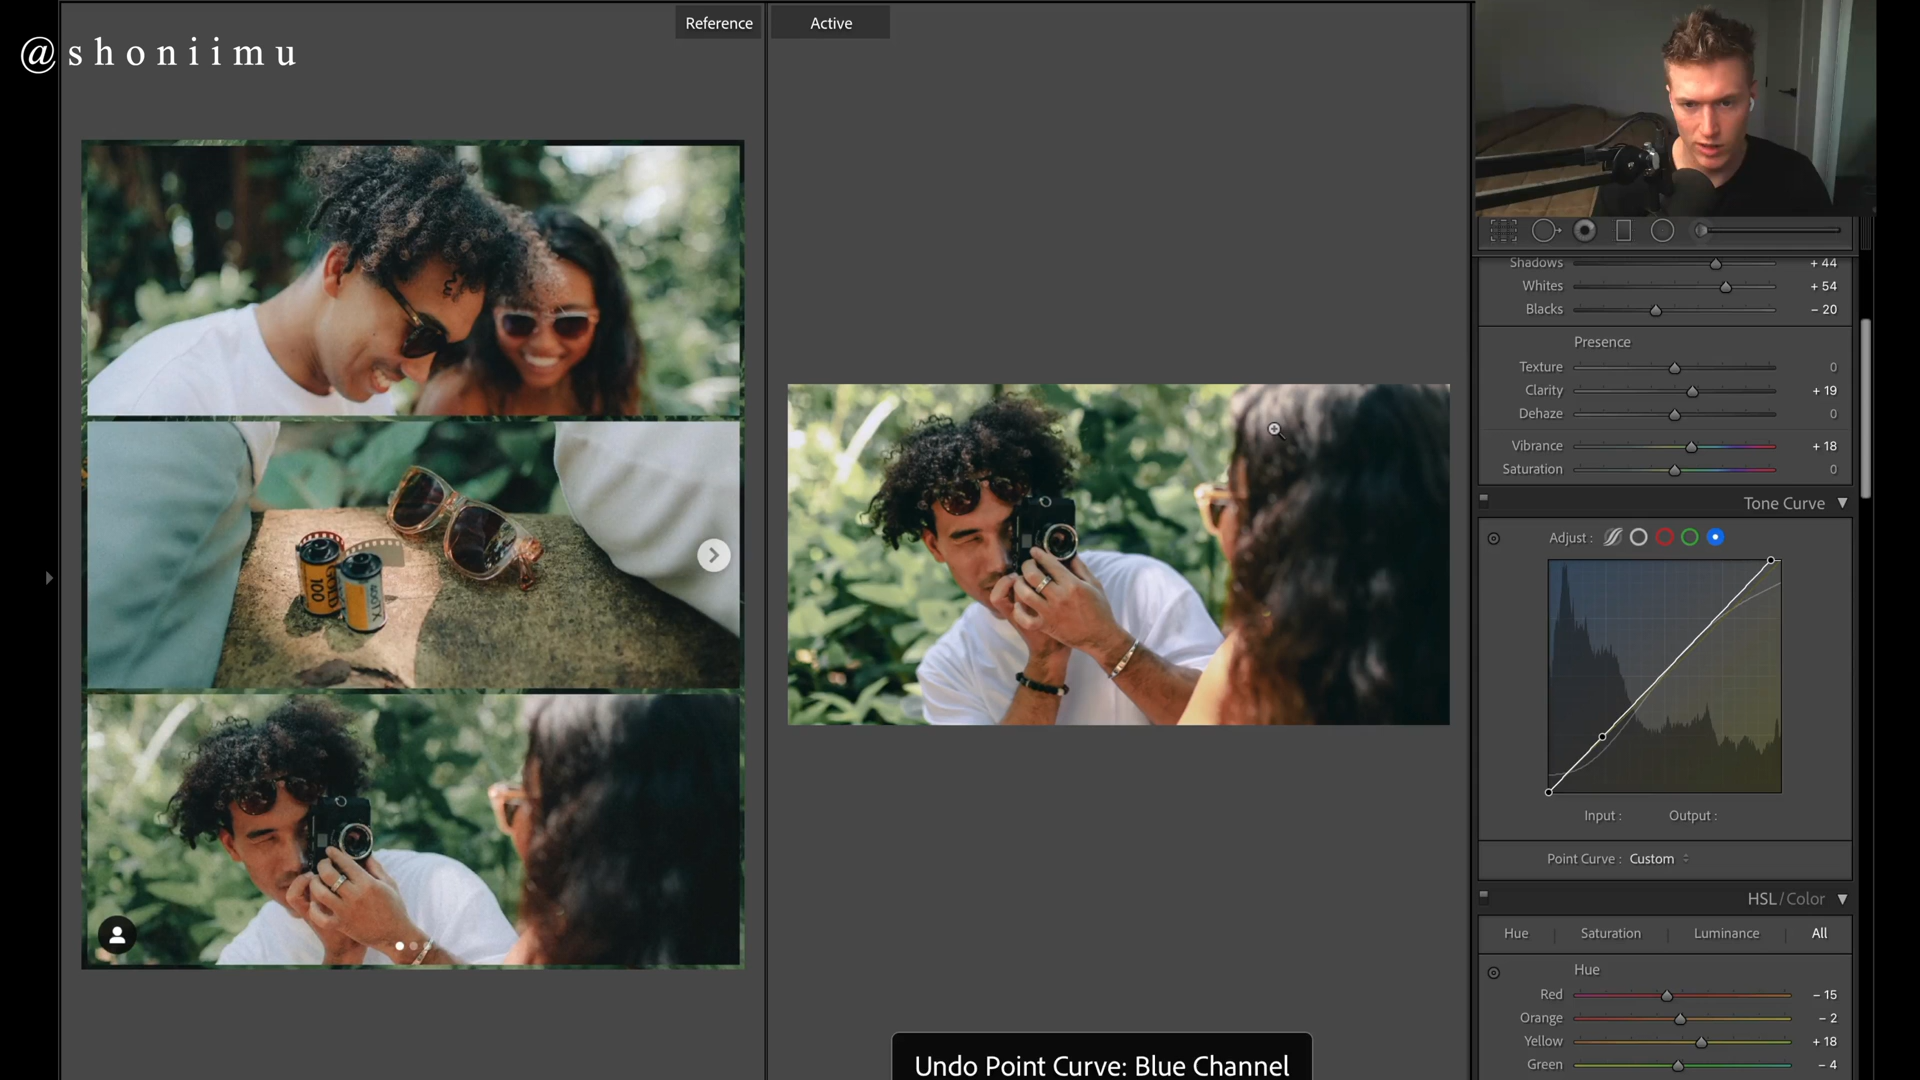 Reference
Active
@shoniimu
Shadows
+ 44
Whites
+ 54
Blacks
− 20
Presence
Texture
0
Clarity
+ 19
Dehaze
0
Vibrance
+ 18
Saturation
0
Tone Curve
Adjust :
Input :
Output :
Point Curve : Custom
HSL / Color
Hue
Saturation
Luminance
All
Hue
Red
− 15
Orange
− 2
Yellow
+ 18
Green
− 4
GOLD
100
Undo Point Curve: Blue Channel